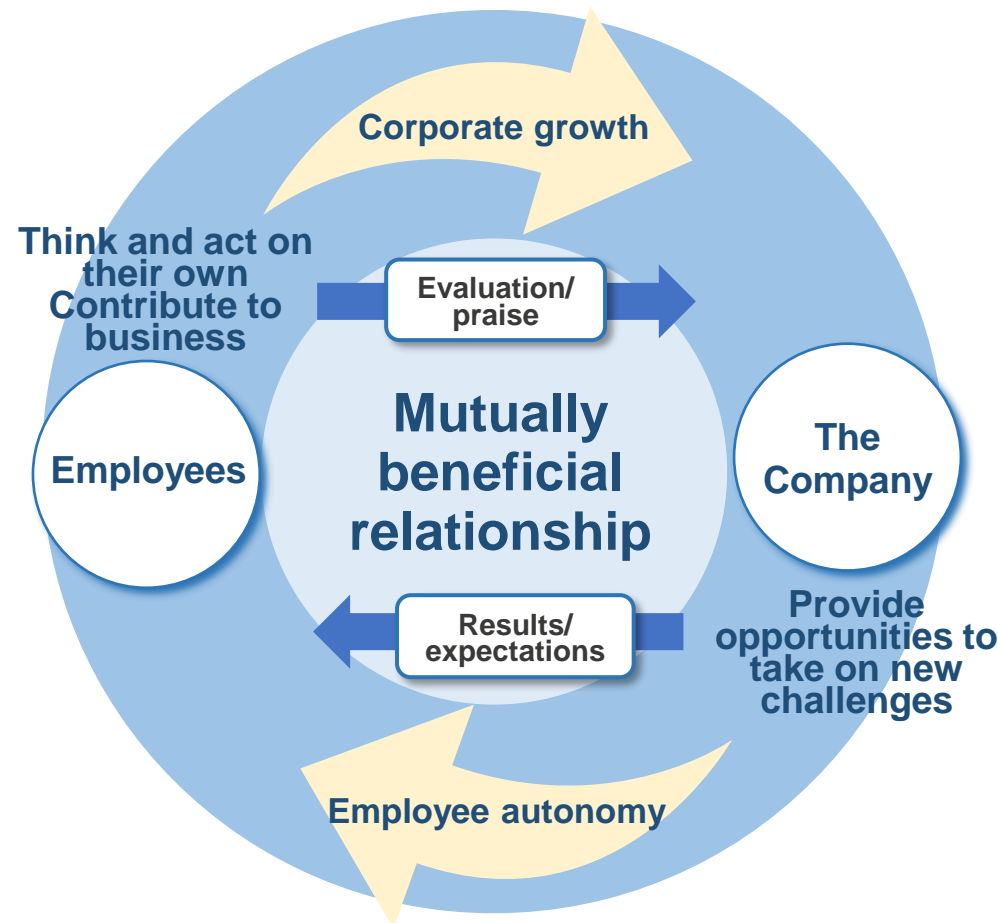 Corporate growth
Think and act on
their own
Contribute to
business
Evaluation/
praise
Employees
Mutually
beneficial
relationship
The
Company
Results/
expectations
Provide
opportunities to
take on new
challenges
Employee autonomy